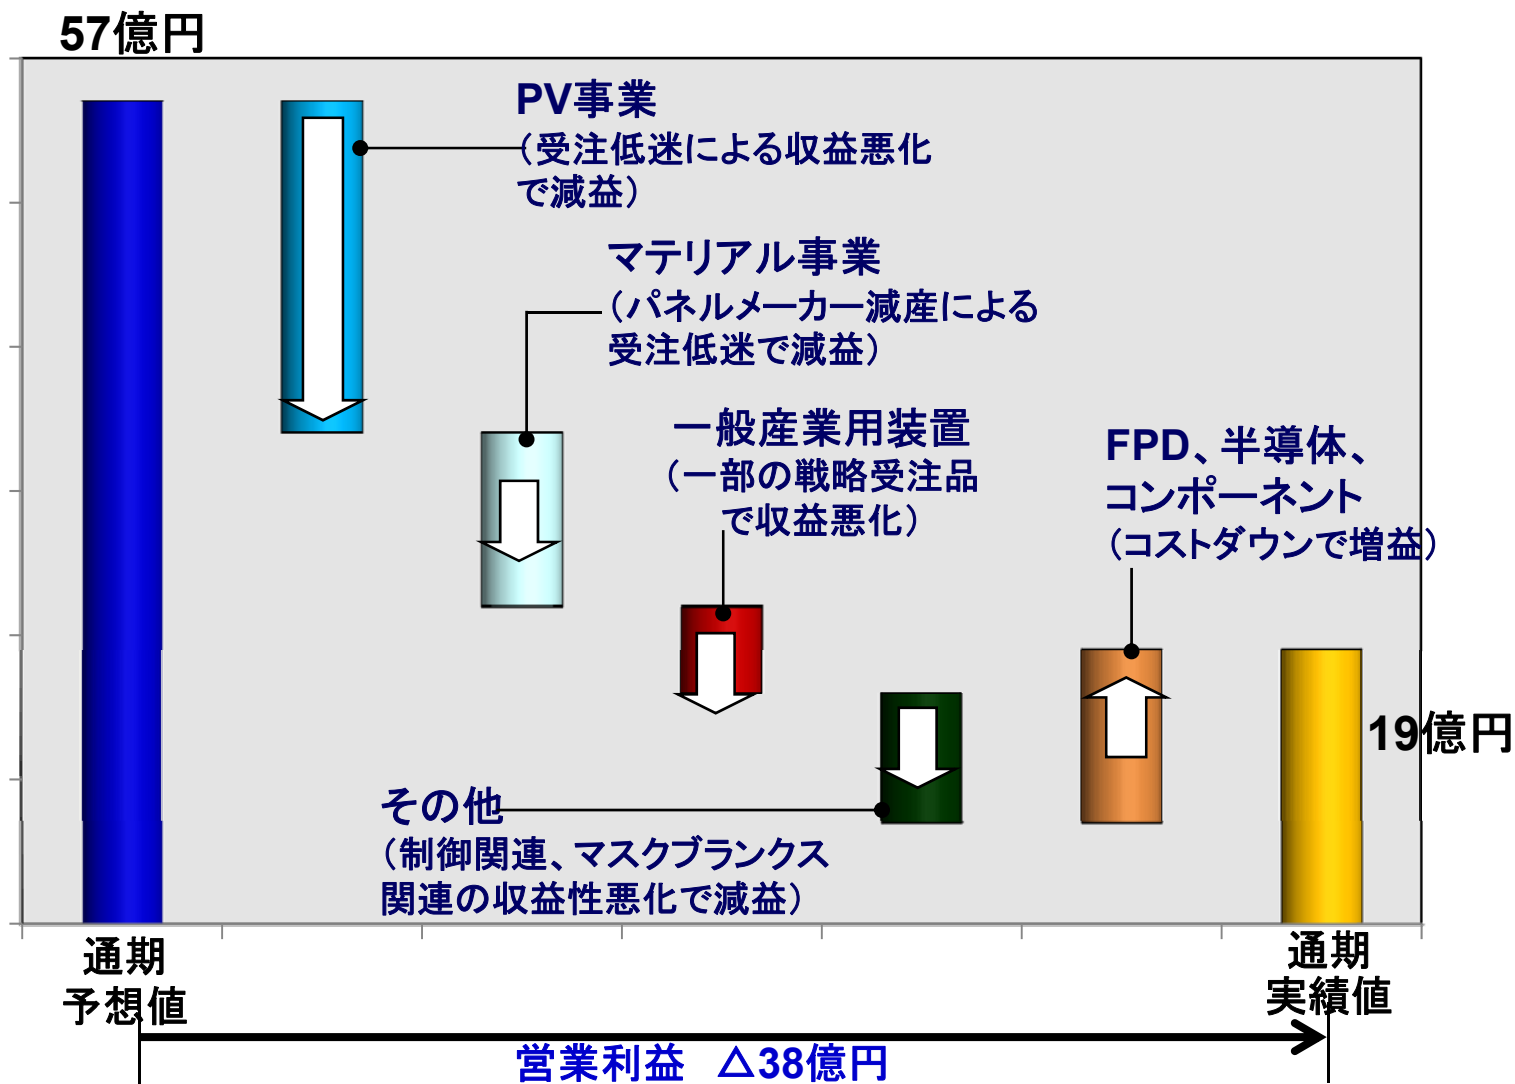 57億円
PV事業
（受注低迷による収益悪化
で減益）
マテリアル事業
（パネルメーカー減産による
受注低迷で減益）
一般産業用装置
（一部の戦略受注品
で収益悪化）
FPD、半導体、
コンポーネント
（コストダウンで増益）
19億円
その他
（制御関連、マスクブランクス
関連の収益性悪化で減益）
通期
予想値
通期
実績値
営業利益　△38億円